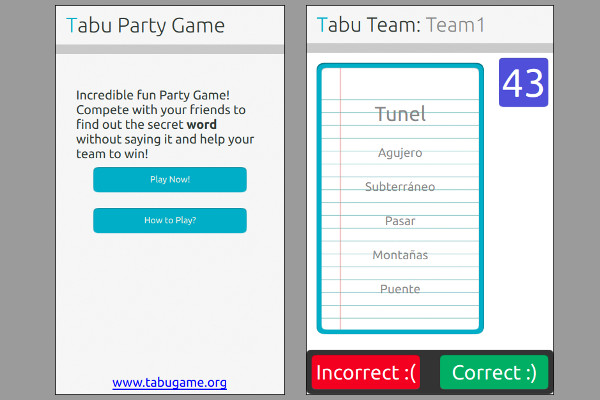 Tabu Party Game
Incredible fun Party Game!
Compete with your friends to
find out the secret word
without saying it and help your
team to win!
Play Now!
How to Play?
www.tabugame.org
Tabu Team: Team1
43
Tunel
Agujero
Subterráneo
Pasar
Montañas
Puente
Incorrect :(
Correct :)